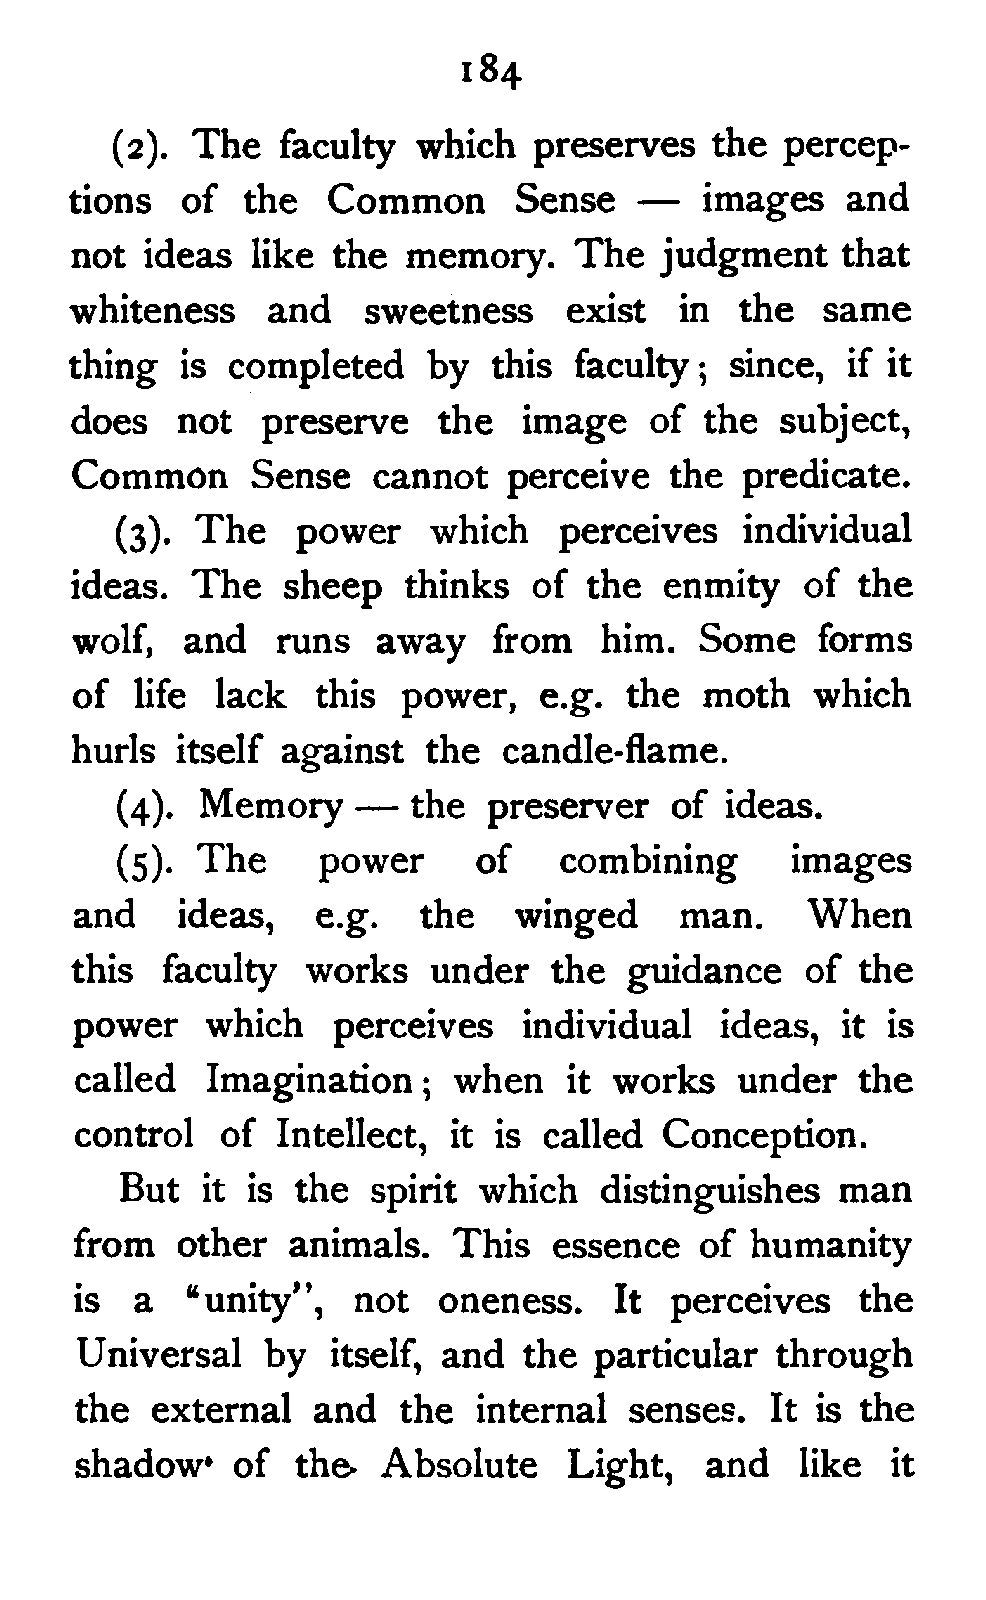 184
(2). The faculty which preserves the percep-
tions of the Common Sense — images and
not ideas like the memory. The judgment that
whiteness and sweetness exist in the same
thing is completed by this faculty; since, if it
does not preserve the image of the subject,
Common Sense cannot perceive the predicate.
(3). The power which perceives individual
ideas. The sheep thinks of the enmity of the
wolf, and runs away from him. Some forms
of life lack this power, e.g. the moth which
hurls itself against the candle-flame.
(4). Memory — the preserver of ideas.
(5). The power of combining images
and ideas, e.g. the winged man. When
this faculty works under the guidance of the
power which perceives individual ideas, it is
called Imagination; when it works under the
control of Intellect, it is called Conception.
But it is the spirit which distinguishes man
from other animals. This essence of humanity
is a “unity”, not oneness. It perceives the
Universal by itself, and the particular through
the external and the internal senses. It is the
shadow of the Absolute Light, and like it